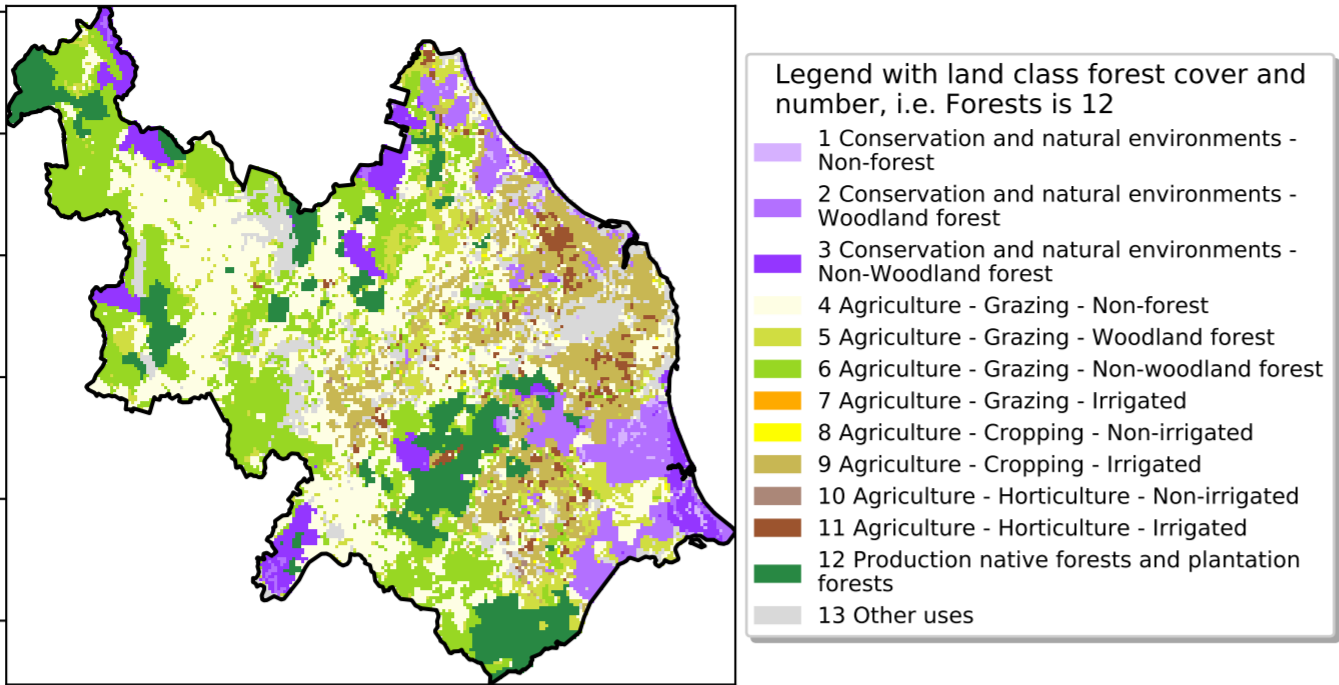 Legend with land class forest cover and
number, i.e. Forests is 12
1 Conservation and natural environments -
Non-forest
2 Conservation and natural environments -
Woodland forest
3 Conservation and natural environments -
Non-Woodland forest
4 Agriculture - Grazing - Non-forest
5 Agriculture - Grazing - Woodland forest
6 Agriculture - Grazing - Non-woodland forest
7 Agriculture - Grazing - Irrigated
8 Agriculture - Cropping - Non-irrigated
9 Agriculture - Cropping - Irrigated
10 Agriculture - Horticulture - Non-irrigated
11 Agriculture - Horticulture - Irrigated
12 Production native forests and plantation
forests
13 Other uses